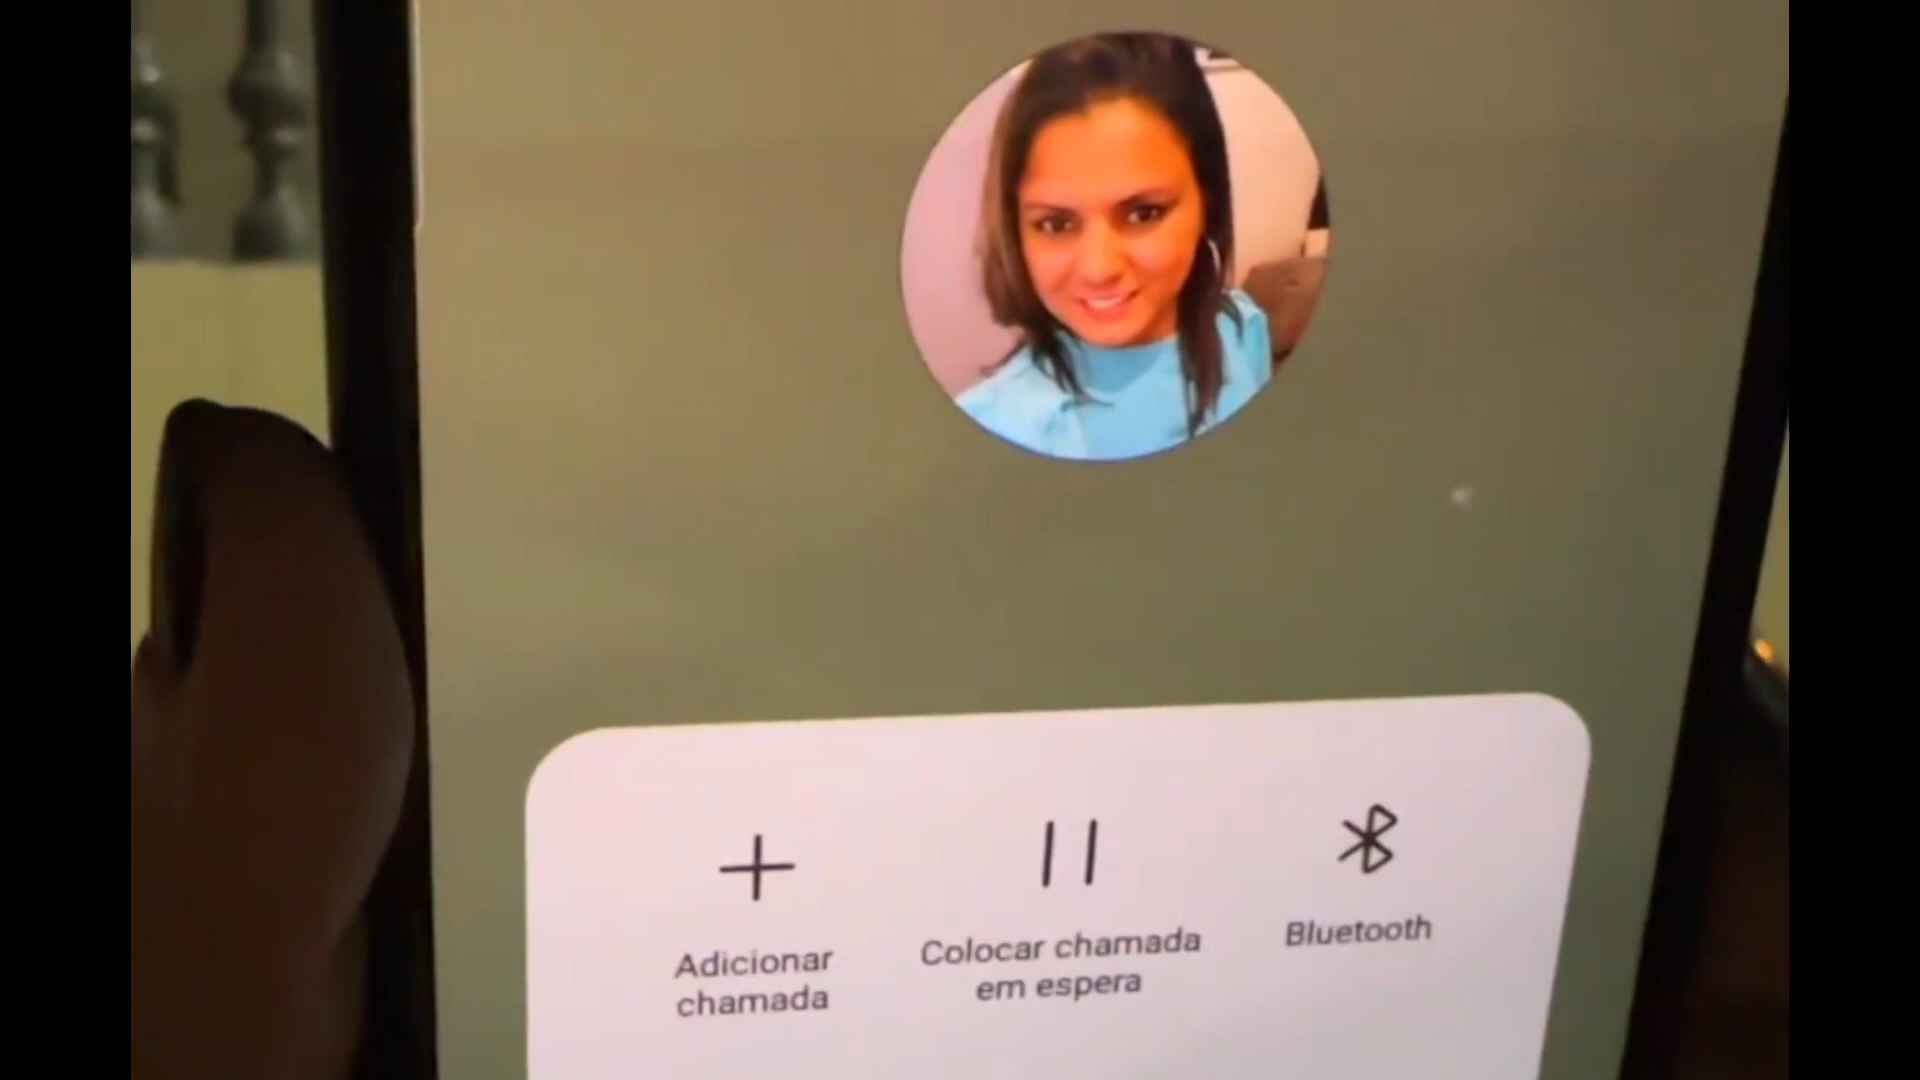 Adicionar
chamada
Colocar chamada
em espera
Bluetooth